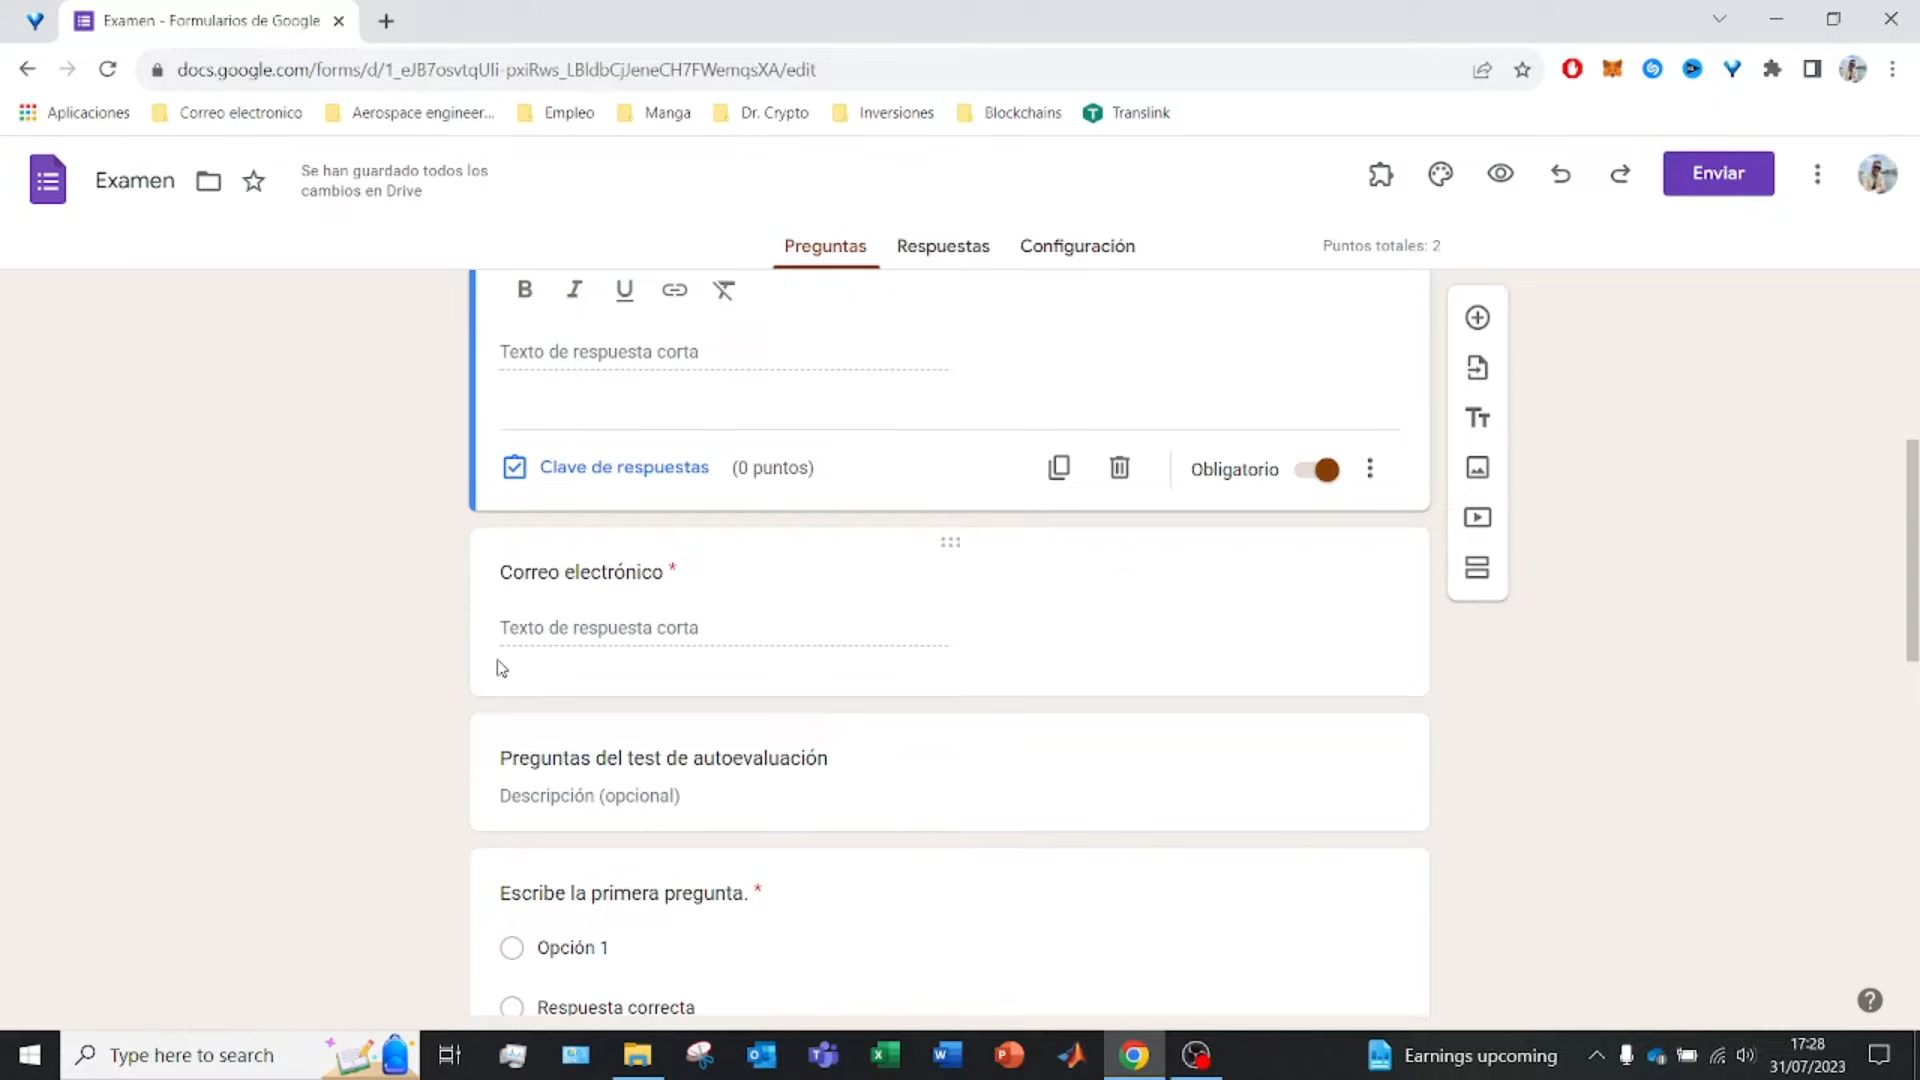 Examen - Formularios de Google
docs.google.com/forms/d/1_eJB7osvtqUIi-pxiRws_LBldbCjJeneCH7FWemqsXA/edit
Aplicaciones
Correo electronico
Aerospace engineer...
Empleo
Manga
Dr. Crypto
Inversiones
Blockchains
Translink
Examen
Se han guardado todos los
cambios en Drive
Enviar
Preguntas
Respuestas
Configuración
Puntos totales: 2
B I U
Texto de respuesta corta
Clave de respuestas
(0 puntos)
Obligatorio
Tт
Correo electrónico *
Texto de respuesta corta
Preguntas del test de autoevaluación
Descripción (opcional)
Escribe la primera pregunta. *
Opción 1
Respuesta correcta
Type here to search
Earnings upcoming
17:28
31/07/2023